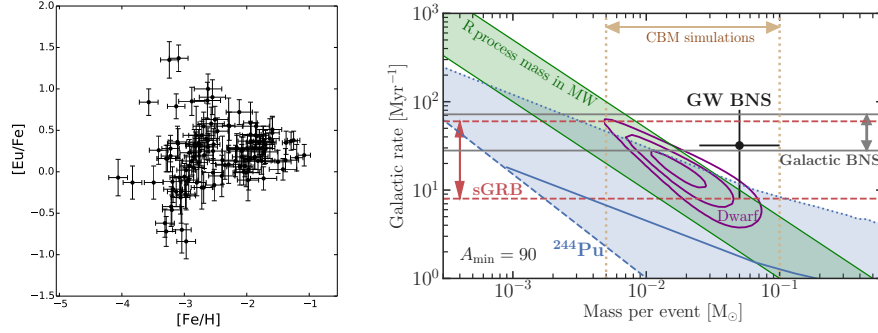 2.0
1.5
1.0
0.5
0.0
−0.5
−1.0
−1.5
−5
−4
−3
−2
−1
[Eu/Fe]
[Fe/H]
10³
10²
10¹
10⁰
Galactic rate [Myr⁻¹]
CBM simulations
R process mass in MW
GW BNS
Galactic BNS
sGRB
Dwarf
A_min = 90
²⁴⁴Pu
10⁻³
10⁻²
10⁻¹
Mass per event [M⊙]